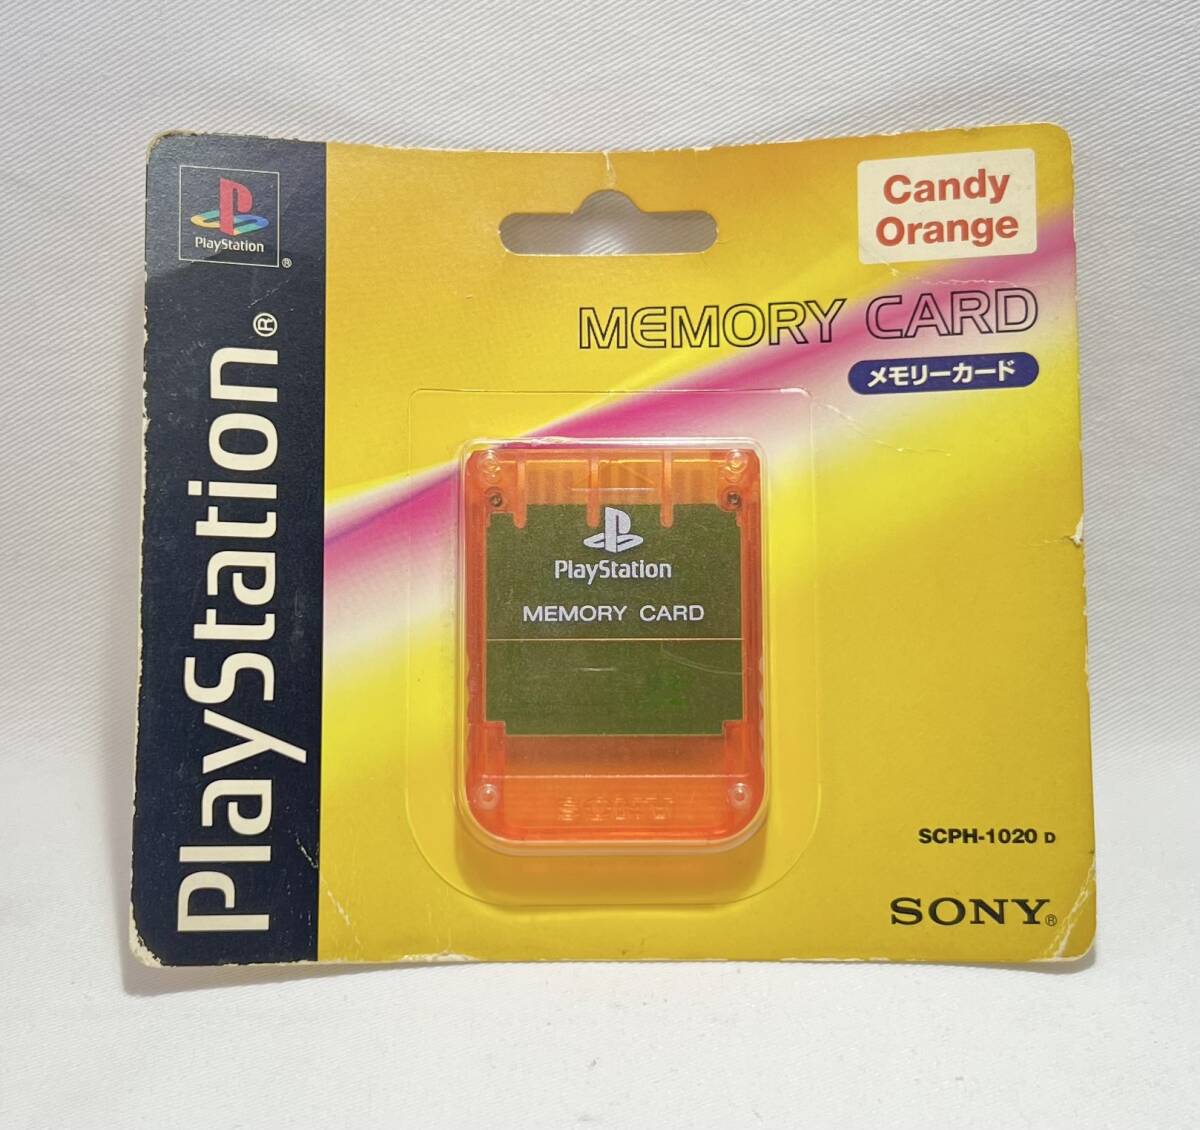 PlayStation
®
PlayStation®
Candy
Orange
MEMORY CARD
メモリーカード
PlayStation
MEMORY CARD
SONY
SCPH-1020 D
SONY®